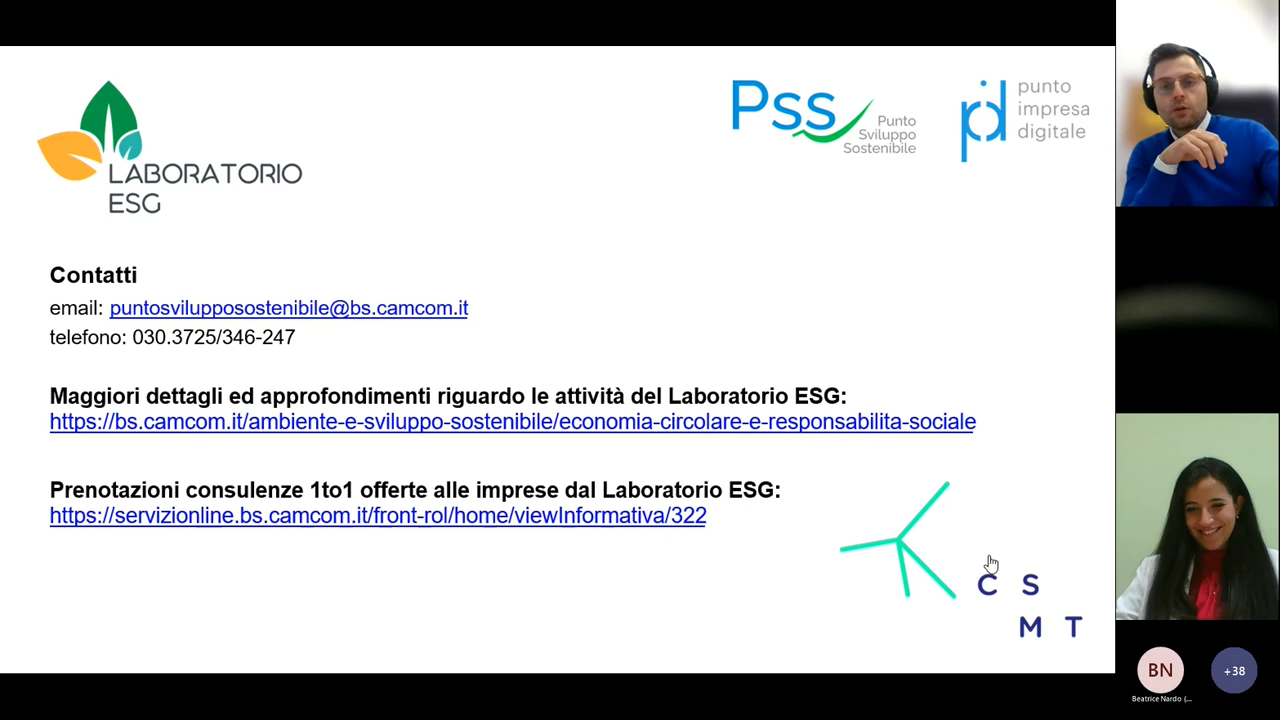 LABORATORIO
ESG
Pss
Punto
Sviluppo
Sostenibile
pid
punto
impresa
digitale
Contatti
email: puntosvilupposostenibile@bs.camcom.it
telefono: 030.3725/346-247
Maggiori dettagli ed approfondimenti riguardo le attività del Laboratorio ESG:
https://bs.camcom.it/ambiente-e-sviluppo-sostenibile/economia-circolare-e-responsabilita-sociale
Prenotazioni consulenze 1to1 offerte alle imprese dal Laboratorio ESG:
https://servizionline.bs.camcom.it/front-rol/home/viewInformativa/322
C S
M T
BN
+38
Beatrice Nardo (...